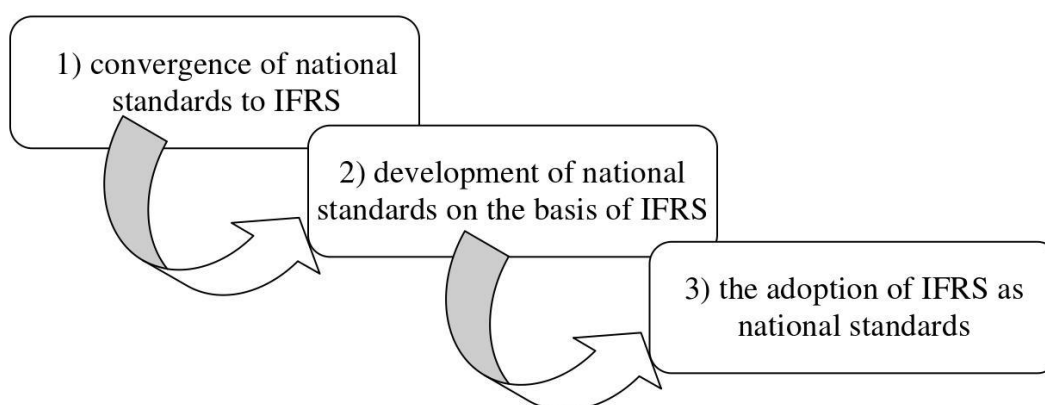 1) convergence of national
standards to IFRS
2) development of national
standards on the basis of IFRS
3) the adoption of IFRS as
national standards